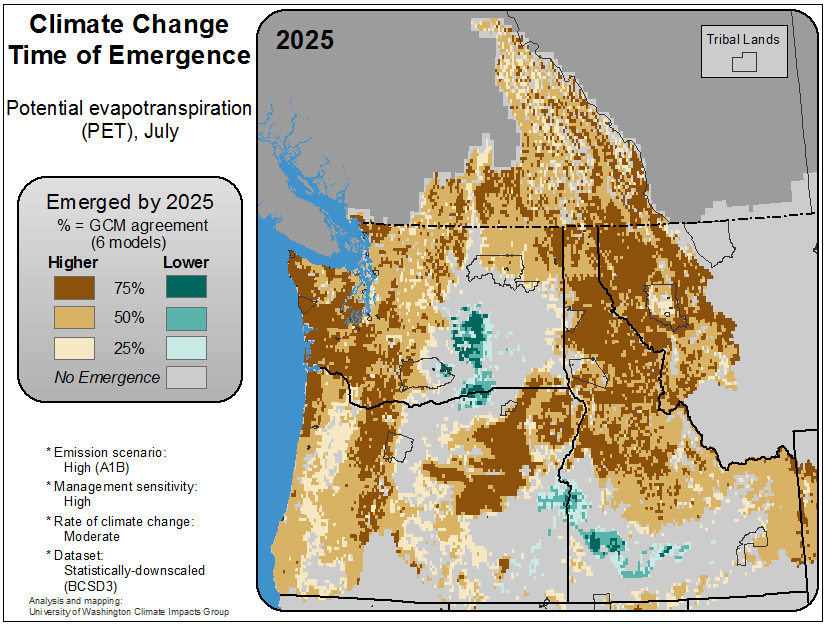 Climate Change
Time of Emergence
Potential evapotranspiration
(PET), July
Emerged by 2025
% = GCM agreement
(6 models)
Higher Lower
75%
50%
25%
No Emergence
* Emission scenario:
High (A1B)
* Management sensitivity:
High
* Rate of climate change:
Moderate
* Dataset:
Statistically-downscaled
(BCSD3)
Analysis and mapping:
University of Washington Climate Impacts Group
2025
Tribal Lands